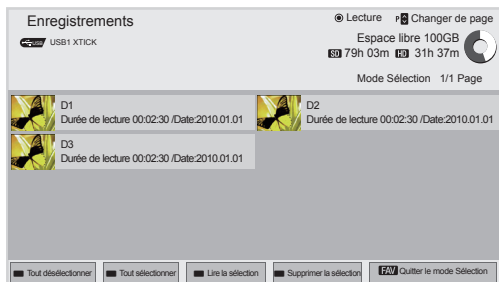 Enregistrements
Lecture P Changer de page
USB1 XTICK
Espace libre 100GB
SD 79h 03m HD 31h 37m
Mode Sélection 1/1 Page
D1
Durée de lecture 00:02:30 /Date:2010.01.01
D2
Durée de lecture 00:02:30 /Date:2010.01.01
D3
Durée de lecture 00:02:30 /Date:2010.01.01
Tout désélectionner
Tout sélectionner
Lire la sélection
Supprimer la sélection
FAV Quitter le mode Sélection